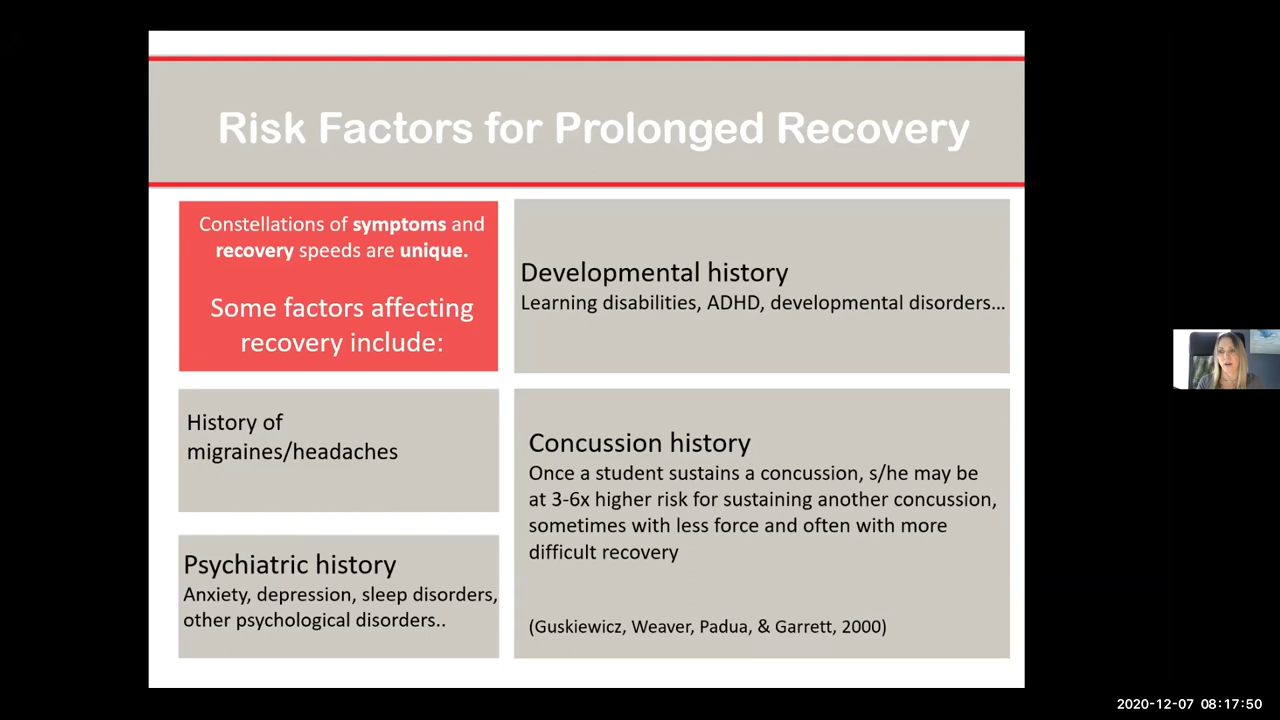 Risk Factors for Prolonged Recovery
Constellations of symptoms and
recovery speeds are unique.
Some factors affecting
recovery include:
Developmental history
Learning disabilities, ADHD, developmental disorders...
History of
migraines/headaches
Concussion history
Once a student sustains a concussion, s/he may be
at 3-6x higher risk for sustaining another concussion,
sometimes with less force and often with more
difficult recovery
(Guskiewicz, Weaver, Padua, & Garrett, 2000)
Psychiatric history
Anxiety, depression, sleep disorders,
other psychological disorders..
2020-12-07 08:17:50